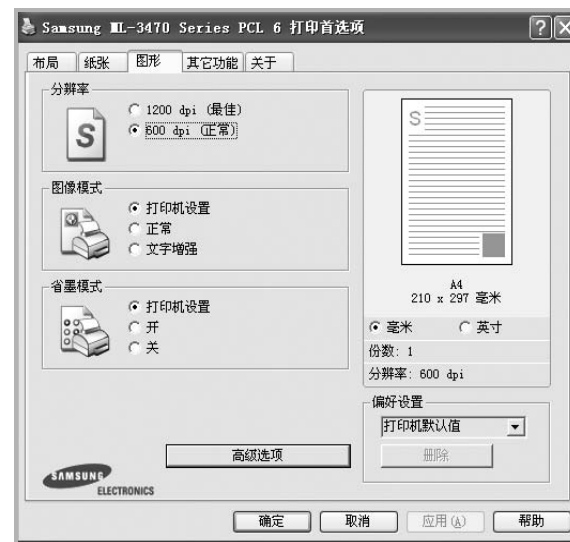 Samsung ML-3470 Series PCL 6 打印首选项
布局 纸张 图形 其它功能 关于
分辨率
S
1200 dpi (最佳)
600 dpi (正常)
图像模式
打印机设置
正常
文字增强
省墨模式
打印机设置
开
关
高级选项
SAMSUNG
ELECTRONICS
S
A4
210 x 297 毫米
毫米 英寸
份数: 1
分辨率: 600 dpi
偏好设置
打印机默认值
删除
确定 取消 应用(A) 帮助